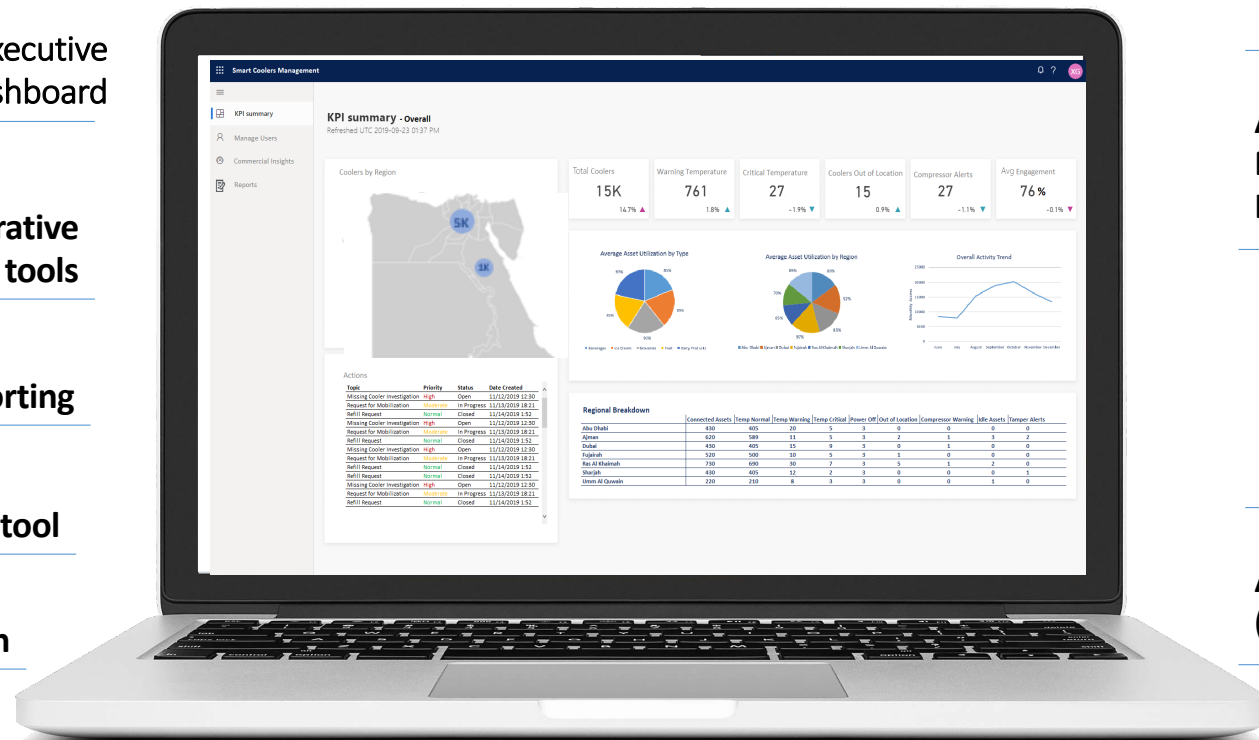 xecutive
shboard
rative
tools
orting
tool
Smart Coolers Management
? XG
KPI summary
Manage Users
Commercial Insights
Reports
KPI summary - Overall
Refreshed UTC 2019-09-23 01:37 PM
Coolers by Region
5K
1K
Total Coolers
15K
14.7% ▲
Warning Temperature
761
1.8% ▲
Critical Temperature
27
-1.9% ▼
Coolers Out of Location
15
0.9% ▲
Compressor Alerts
27
-1.1% ▼
Avg Engagement
76 %
-0.1% ▼
Average Asset Utilization by Type
Average Asset Utilization by Region
Overall Activity Trend
Actions
Topic Priority Status Date Created
Missing Cooler Investigation High Open 11/12/2019 12:30
Request for Mobilization Moderate In Progress 11/13/2019 18:21
Refill Request Normal Closed 11/14/2019 1:52
Missing Cooler Investigation High Open 11/12/2019 12:30
Request for Mobilization Moderate In Progress 11/13/2019 18:21
Refill Request Normal Closed 11/14/2019 1:52
Missing Cooler Investigation High Open 11/12/2019 12:30
Request for Mobilization Moderate In Progress 11/13/2019 18:21
Refill Request Normal Closed 11/14/2019 1:52
Refill Request Normal Closed 11/14/2019 1:52
Missing Cooler Investigation High Open 11/12/2019 12:30
Request for Mobilization Moderate In Progress 11/13/2019 18:21
Refill Request Normal Closed 11/14/2019 1:52
Regional Breakdown
Connected Assets Temp Normal Temp Warning Temp Critical Power Off Out of Location Compressor Warning Idle Assets Tamper Alerts
Abu Dhabi 430 405 20 5 3 0 0 0 0
Ajman 620 589 11 5 3 2 1 3 2
Dubai 430 405 15 9 3 0 1 0 0
Fujairah 520 500 10 5 3 1 0 0 0
Ras Al Khaimah 730 690 30 7 3 5 1 2 0
Sharjah 430 405 12 2 3 0 0 0 1
Umm Al Quwain 220 210 8 3 3 0 0 1 0